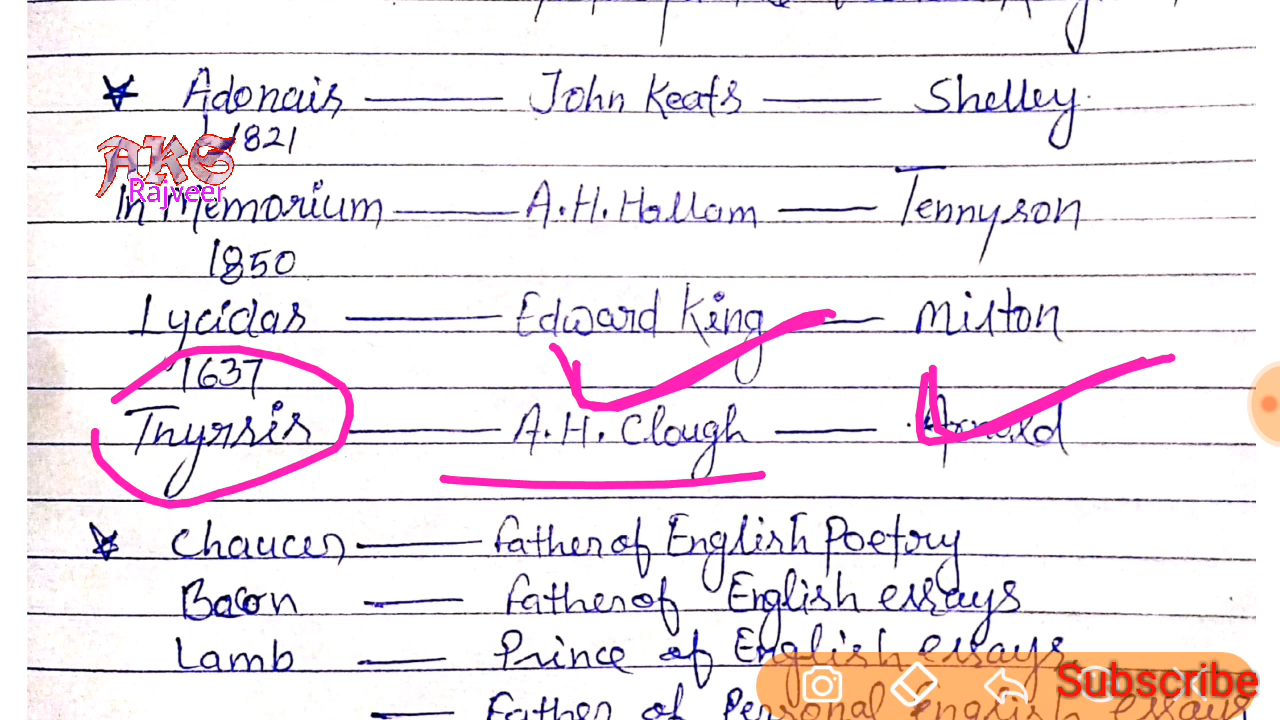 Adonais — John Keats — Shelley
1821
AKS
Rajveer
In Memorium — A.H. Hallam — Tennyson
1850
Lycidas — Edward King — Milton
1637
Thyrsis — A.H. Clough — Arnold
Chaucer — father of English Poetry
Bacon — father of English essays
Lamb — Prince of English essays
— Father of Personal English essays
Subscribe